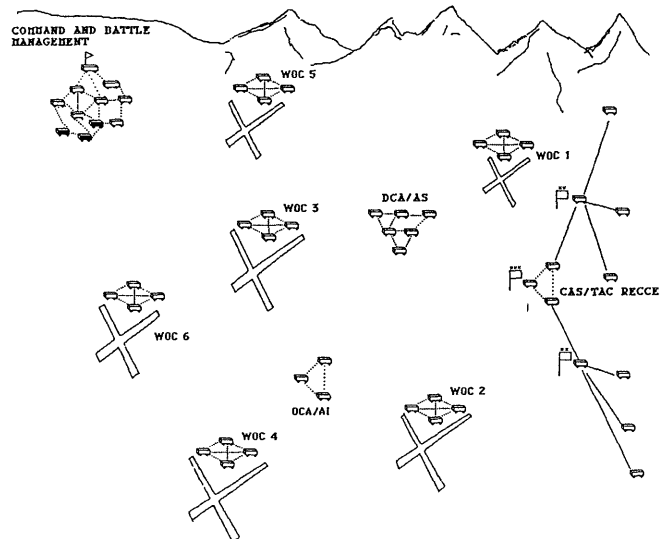 COMMAND AND BATTLE
MANAGEMENT
WOC 5
WOC 1
DCA/AS
WOC 3
CAS/TAC RECCE
WOC 6
OCA/AI
WOC 2
WOC 4